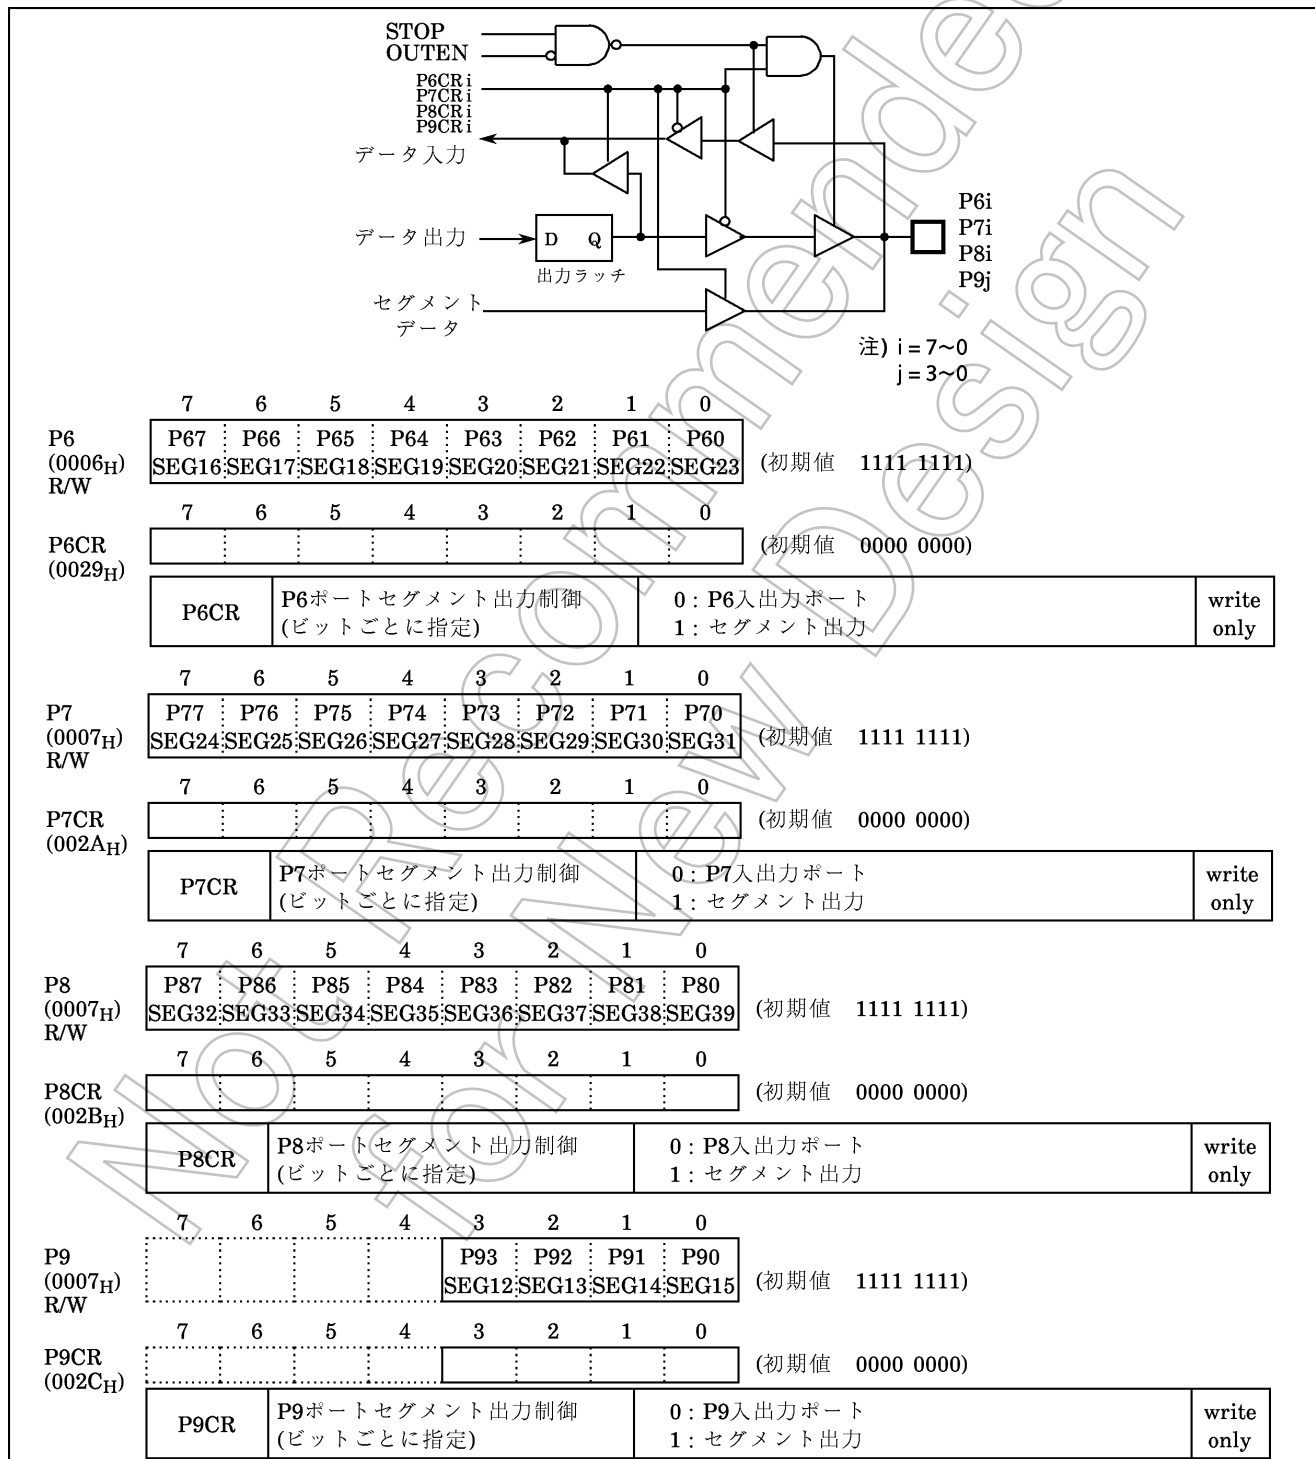 STOP
OUTEN
P6CRi
P7CRi
P8CRi
P9CRi
データ入力
データ出力
D Q
出力ラッチ
セグメント
データ
P6i
P7i
P8i
P9j
注) i = 7~0
j = 3~0
7 6 5 4 3 2 1 0
P6 (0006H) R/W
P67 P66 P65 P64 P63 P62 P61 P60
SEG16 SEG17 SEG18 SEG19 SEG20 SEG21 SEG22 SEG23
(初期値 1111 1111)
7 6 5 4 3 2 1 0
P6CR (0029H)
(初期値 0000 0000)
P6CR
P6ポートセグメント出力制御
(ビットごとに指定)
0 : P6入出力ポート
1 : セグメント出力
write
only
7 6 5 4 3 2 1 0
P7 (0007H) R/W
P77 P76 P75 P74 P73 P72 P71 P70
SEG24 SEG25 SEG26 SEG27 SEG28 SEG29 SEG30 SEG31
(初期値 1111 1111)
7 6 5 4 3 2 1 0
P7CR (002AH)
(初期値 0000 0000)
P7CR
P7ポートセグメント出力制御
(ビットごとに指定)
0 : P7入出力ポート
1 : セグメント出力
write
only
7 6 5 4 3 2 1 0
P8 (0007H) R/W
P87 P86 P85 P84 P83 P82 P81 P80
SEG32 SEG33 SEG34 SEG35 SEG36 SEG37 SEG38 SEG39
(初期値 1111 1111)
7 6 5 4 3 2 1 0
P8CR (002BH)
(初期値 0000 0000)
P8CR
P8ポートセグメント出力制御
(ビットごとに指定)
0 : P8入出力ポート
1 : セグメント出力
write
only
7 6 5 4 3 2 1 0
P9 (0007H) R/W
P93 P92 P91 P90
SEG12 SEG13 SEG14 SEG15
(初期値 1111 1111)
7 6 5 4 3 2 1 0
P9CR (002CH)
(初期値 0000 0000)
P9CR
P9ポートセグメント出力制御
(ビットごとに指定)
0 : P9入出力ポート
1 : セグメント出力
write
only
Not Recommende
for New Design